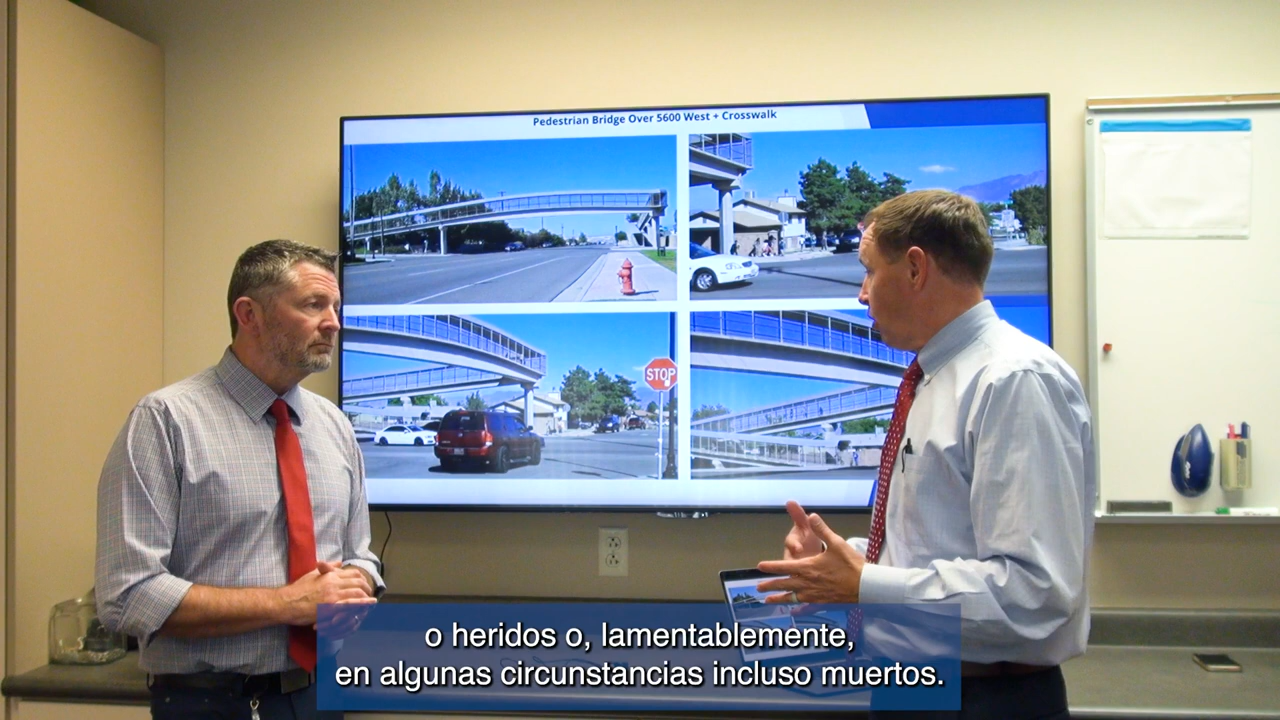 Pedestrian Bridge Over 5600 West + Crosswalk
STOP
o heridos o, lamentablemente,
en algunas circunstancias incluso muertos.